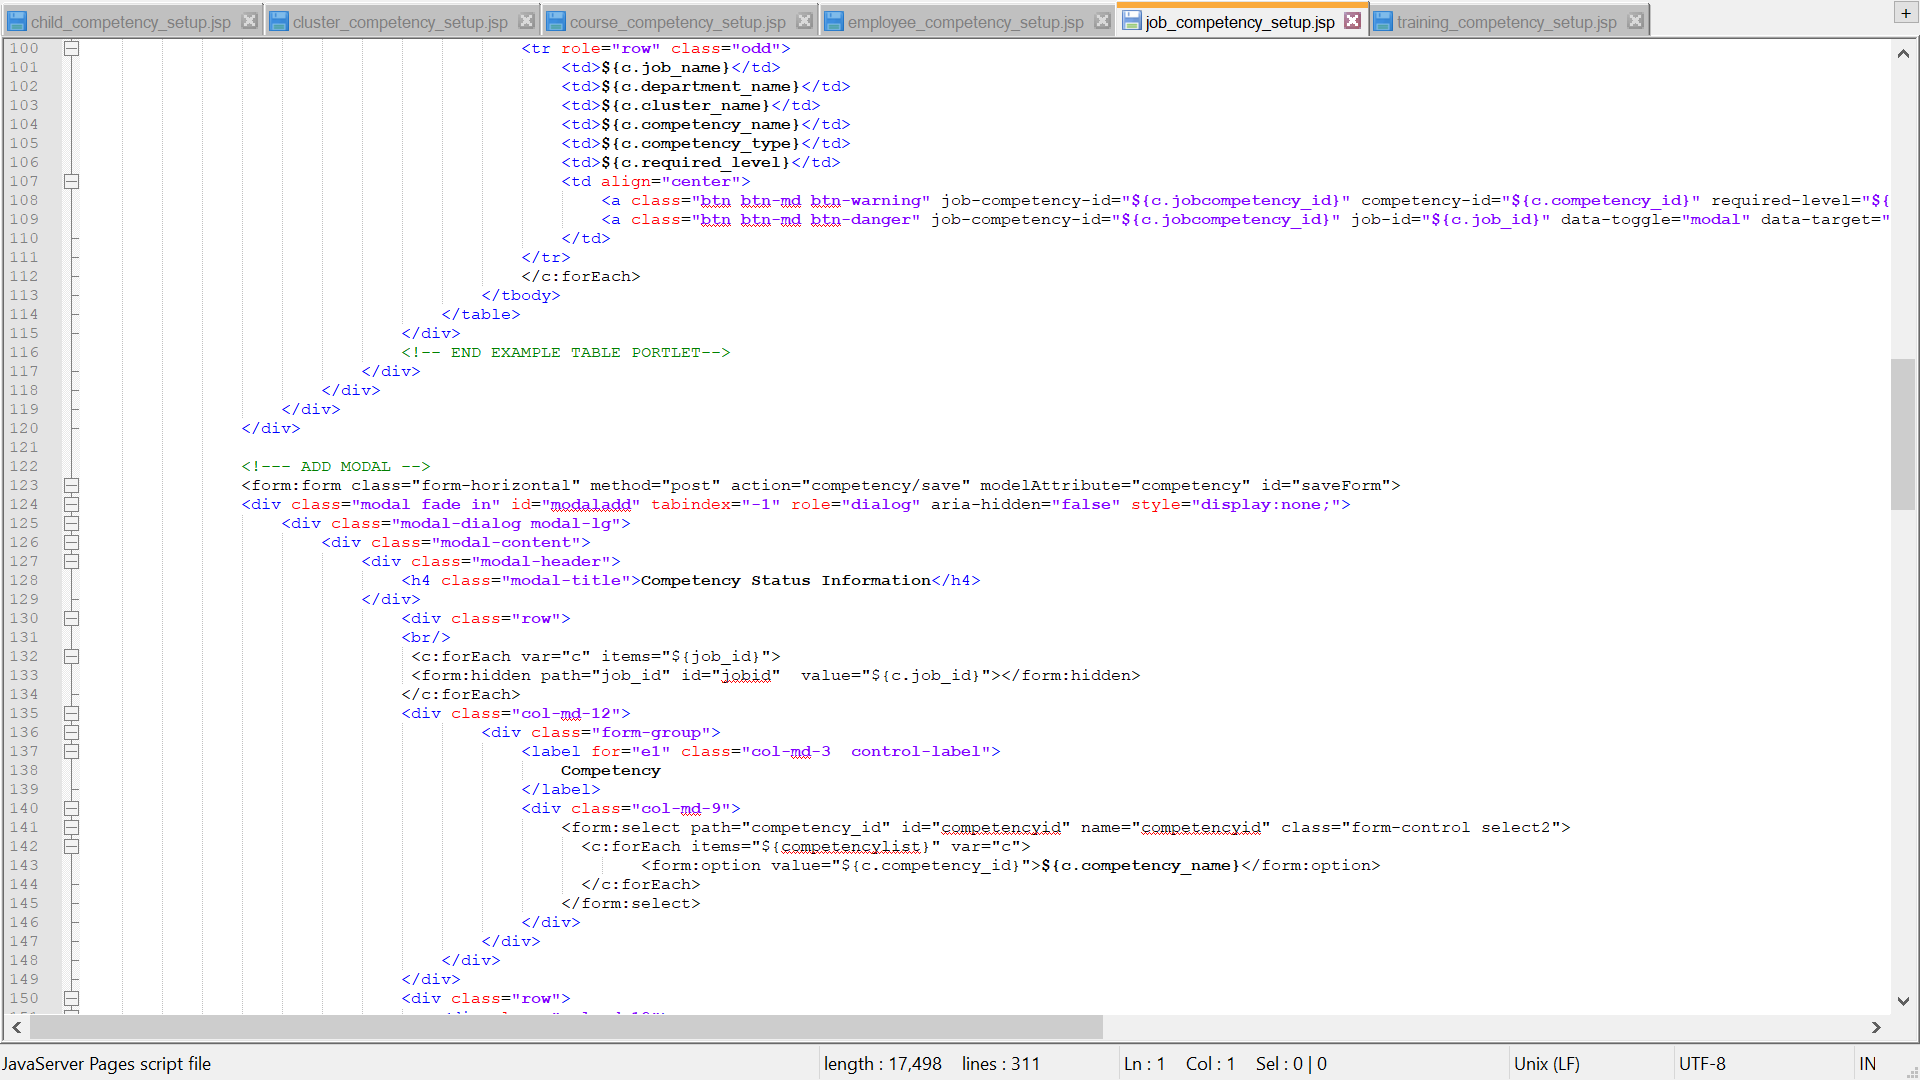 child_competency_setup.jsp cluster_competency_setup.jsp course_competency_setup.jsp employee_competency_setup.jsp job_competency_setup.jsp training_competency_setup.jsp +
100 <tr role="row" class="odd">
101 <td>${c.job_name}</td>
102 <td>${c.department_name}</td>
103 <td>${c.cluster_name}</td>
104 <td>${c.competency_name}</td>
105 <td>${c.competency_type}</td>
106 <td>${c.required_level}</td>
107 <td align="center">
108 <a class="btn btn-md btn-warning" job-competency-id="${c.jobcompetency_id}" competency-id="${c.competency_id}" required-level="${
109 <a class="btn btn-md btn-danger" job-competency-id="${c.jobcompetency_id}" job-id="${c.job_id}" data-toggle="modal" data-target="
110 </td>
111 </tr>
112 </c:forEach>
113 </tbody>
114 </table>
115 </div>
116 <!-- END EXAMPLE TABLE PORTLET-->
117 </div>
118 </div>
119 </div>
120 </div>
121
122 <!--- ADD MODAL -->
123 <form:form class="form-horizontal" method="post" action="competency/save" modelAttribute="competency" id="saveForm">
124 <div class="modal fade in" id="modaladd" tabindex="-1" role="dialog" aria-hidden="false" style="display:none;">
125 <div class="modal-dialog modal-lg">
126 <div class="modal-content">
127 <div class="modal-header">
128 <h4 class="modal-title">Competency Status Information</h4>
129 </div>
130 <div class="row">
131 <br/>
132 <c:forEach var="c" items="${job_id}">
133 <form:hidden path="job_id" id="jobid"  value="${c.job_id}"></form:hidden>
134 </c:forEach>
135 <div class="col-md-12">
136 <div class="form-group">
137 <label for="e1" class="col-md-3  control-label">
138 Competency
139 </label>
140 <div class="col-md-9">
141 <form:select path="competency_id" id="competencyid" name="competencyid" class="form-control select2">
142 <c:forEach items="${competencylist}" var="c">
143 <form:option value="${c.competency_id}">${c.competency_name}</form:option>
144 </c:forEach>
145 </form:select>
146 </div>
147 </div>
148 </div>
149 </div>
150 <div class="row">
JavaServer Pages script file length : 17,498 lines : 311 Ln : 1 Col : 1 Sel : 0 | 0 Unix (LF) UTF-8 IN